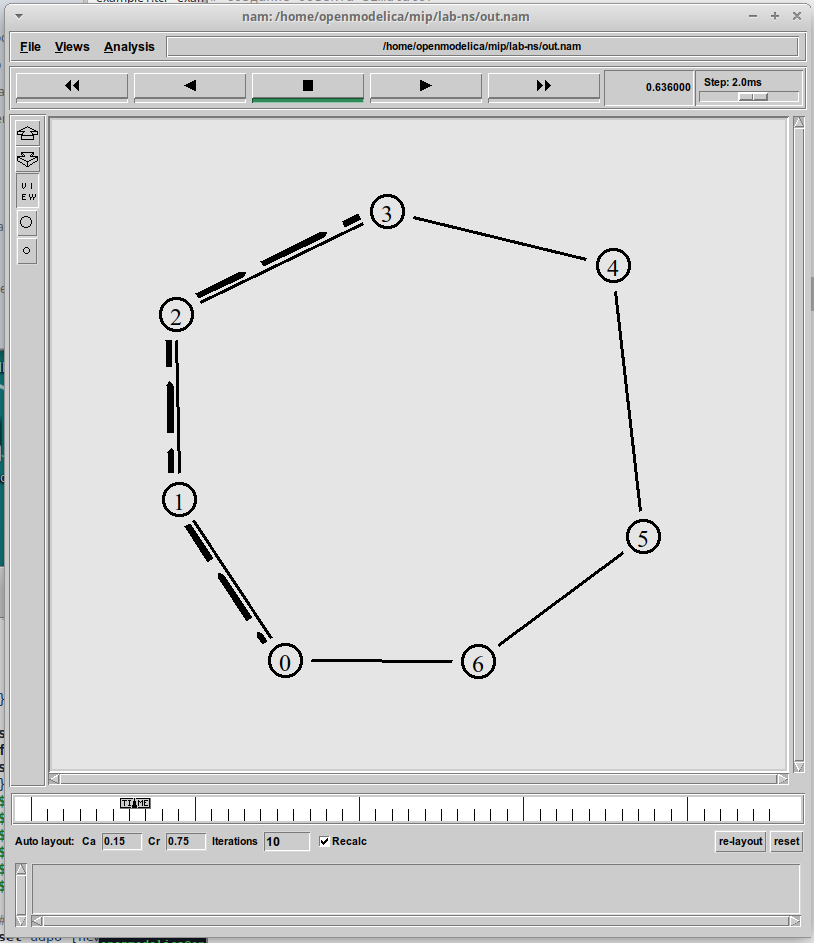 nam: /home/openmodelica/mip/lab-ns/out.nam
File Views Analysis /home/openmodelica/mip/lab-ns/out.nam
0.636000 Step: 2.0ms
VI
EW
3
4
2
1
5
0
6
TIME
Auto layout: Ca 0.15 Cr 0.75 Iterations 10 Recalc re-layout reset